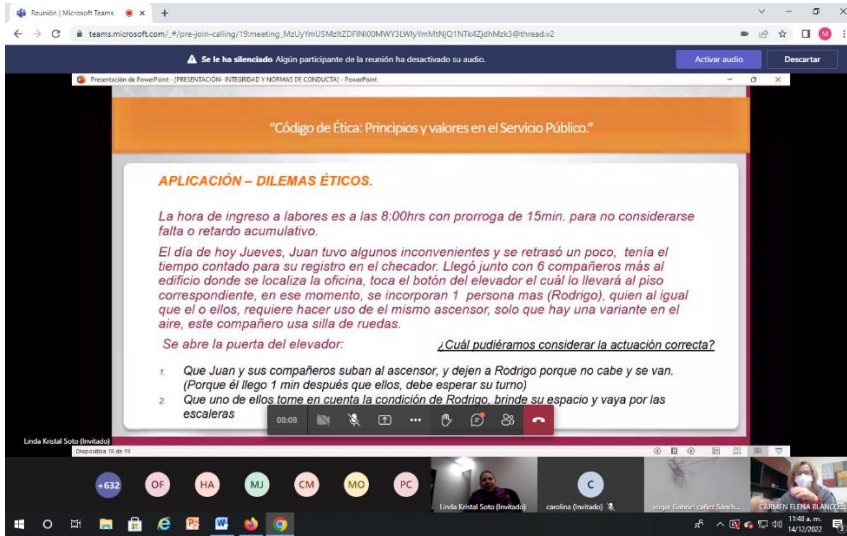 Reunión | Microsoft Teams
teams.microsoft.com/_#/pre-join-calling/19:meeting_
Se le ha silenciado Algún participante de la reunión ha desactivado su audio.
Activar audio
Descartar
Presentación de PowerPoint - [PRESENTACIÓN- INTEGRIDAD Y NORMAS DE CONDUCTA] - PowerPoint
"Código de Ética: Principios y valores en el Servicio Público."
APLICACIÓN – DILEMAS ÉTICOS.
La hora de ingreso a labores es a las 8:00hrs con prorroga de 15min. para no considerarse
falta o retardo acumulativo.
El día de hoy Jueves, Juan tuvo algunos inconvenientes y se retrasó un poco, tenía el
tiempo contado para su registro en el checador. Llegó junto con 6 compañeros más al
edificio donde se localiza la oficina, toca el botón del elevador el cuál lo llevará al piso
correspondiente, en ese momento, se incorporan 1 persona mas (Rodrigo), quien al igual
que el o ellos, requiere hacer uso de el mismo ascensor, solo que hay una variante en el
aire, este compañero usa silla de ruedas.
Se abre la puerta del elevador:
¿Cuál pudiéramos considerar la actuación correcta?
1. Que Juan y sus compañeros suban al ascensor, y dejen a Rodrigo porque no cabe y se van.
(Porque él llego 1 min después que ellos, debe esperar su turno)
2. Que uno de ellos tome en cuenta la condición de Rodrigo, brinde su espacio y vaya por las
escaleras
08:08
Linda Kristal Soto (Invitado)
Diapositiva 18 de 19
+632
OF
HA
MJ
CM
MO
PC
C
Linda Kristal Soto (Invitado)
carolina (Invitado)
CARMEN ELENA BLANCO
11:48 a. m.
14/12/2022